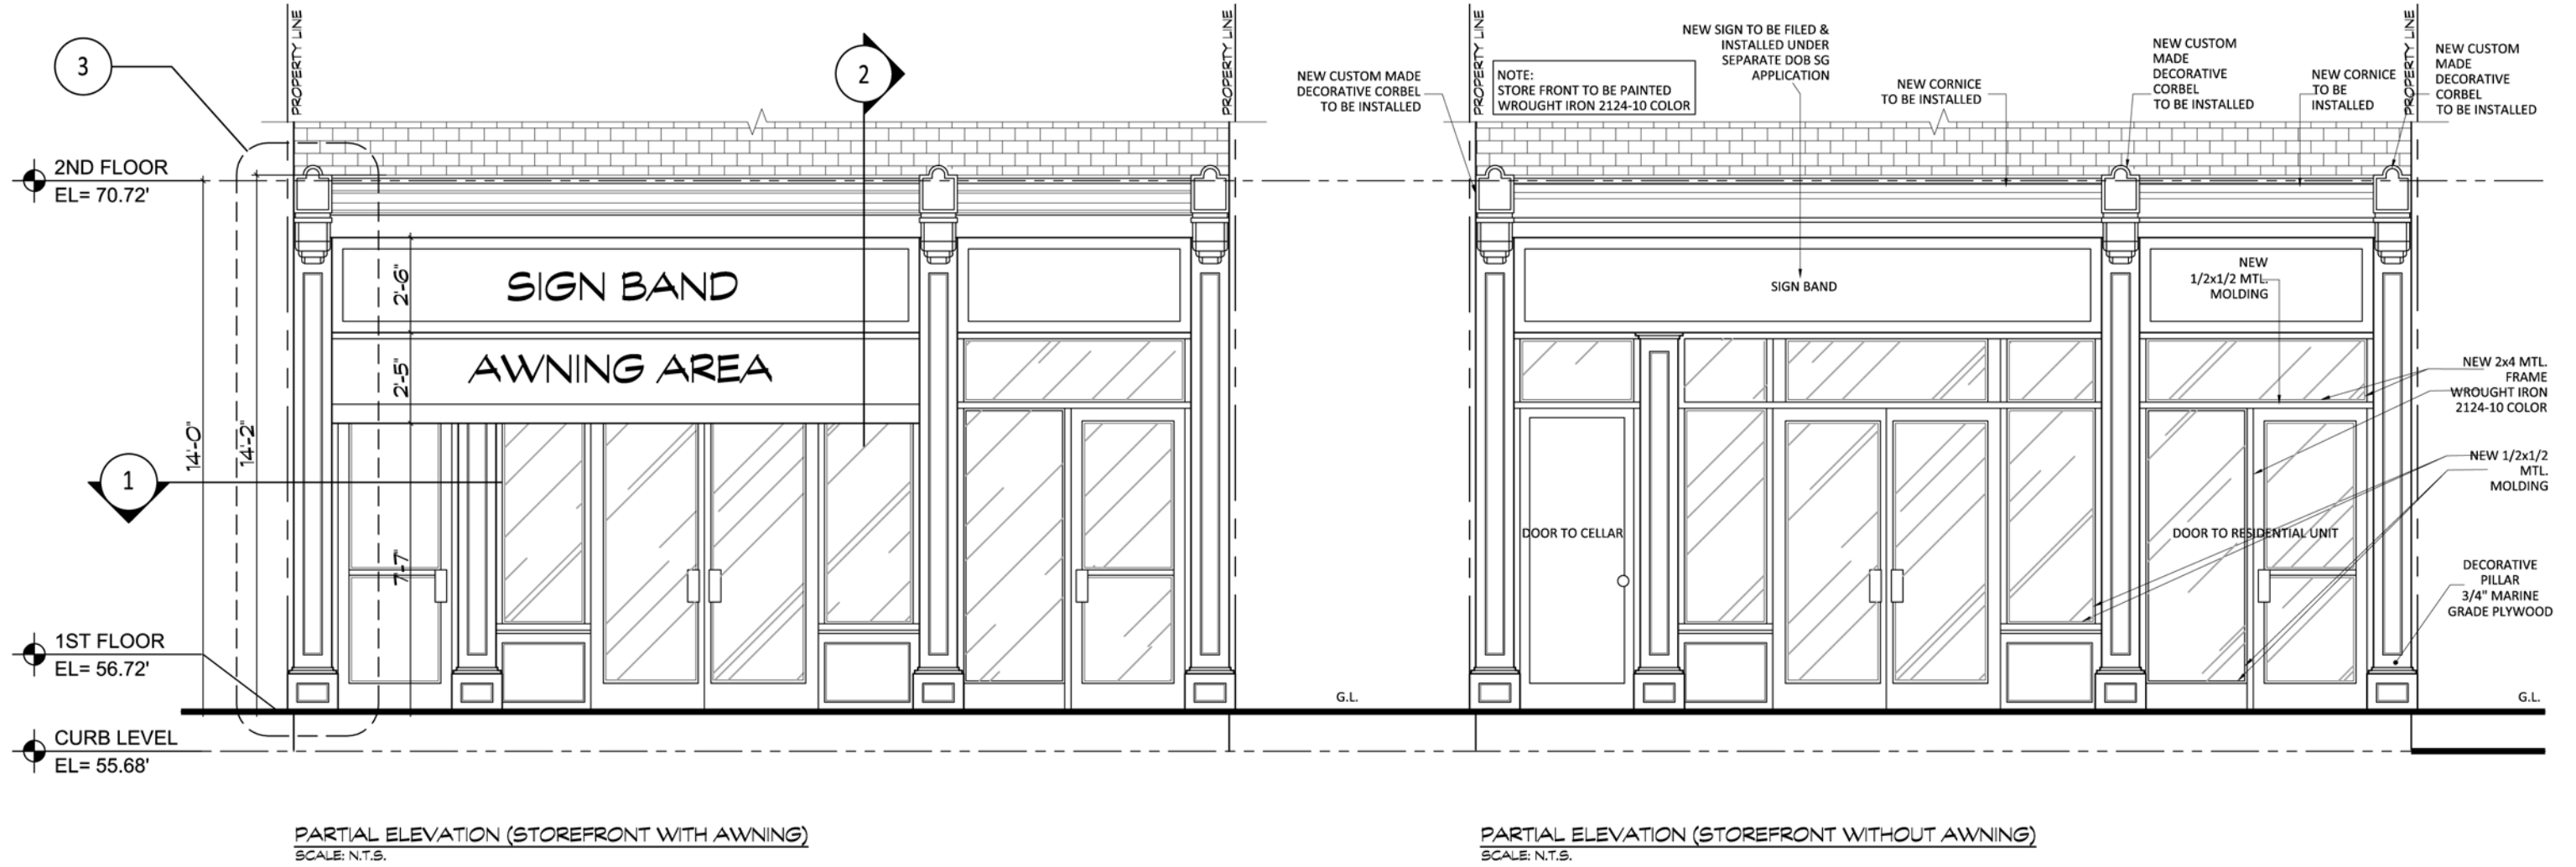 PROPERTY LINE
PROPERTY LINE
PROPERTY LINE
PROPERTY LINE
3
2
NEW SIGN TO BE FILED &
INSTALLED UNDER
SEPARATE DOB SG
APPLICATION
NEW CUSTOM MADE
DECORATIVE CORBEL
TO BE INSTALLED
NOTE:
STORE FRONT TO BE PAINTED
WROUGHT IRON 2124-10 COLOR
NEW CORNICE
TO BE INSTALLED
NEW CUSTOM
MADE
DECORATIVE
CORBEL
TO BE INSTALLED
NEW CORNICE
TO BE
INSTALLED
NEW CUSTOM
MADE
DECORATIVE
CORBEL
TO BE INSTALLED
2ND FLOOR
EL= 70.72'
SIGN BAND
2'-6"
AWNING AREA
2'-5"
14'-0"
14'-2"
1
7'-7"
1ST FLOOR
EL= 56.72'
CURB LEVEL
EL= 55.68'
SIGN BAND
NEW
1/2x1/2 MTL.
MOLDING
NEW 2x4 MTL.
FRAME
WROUGHT IRON
2124-10 COLOR
NEW 1/2x1/2
MTL.
MOLDING
DOOR TO CELLAR
DOOR TO RESIDENTIAL UNIT
DECORATIVE
PILLAR
3/4" MARINE
GRADE PLYWOOD
G.L.
G.L.
PARTIAL ELEVATION (STOREFRONT WITH AWNING)
SCALE: N.T.S.
PARTIAL ELEVATION (STOREFRONT WITHOUT AWNING)
SCALE: N.T.S.